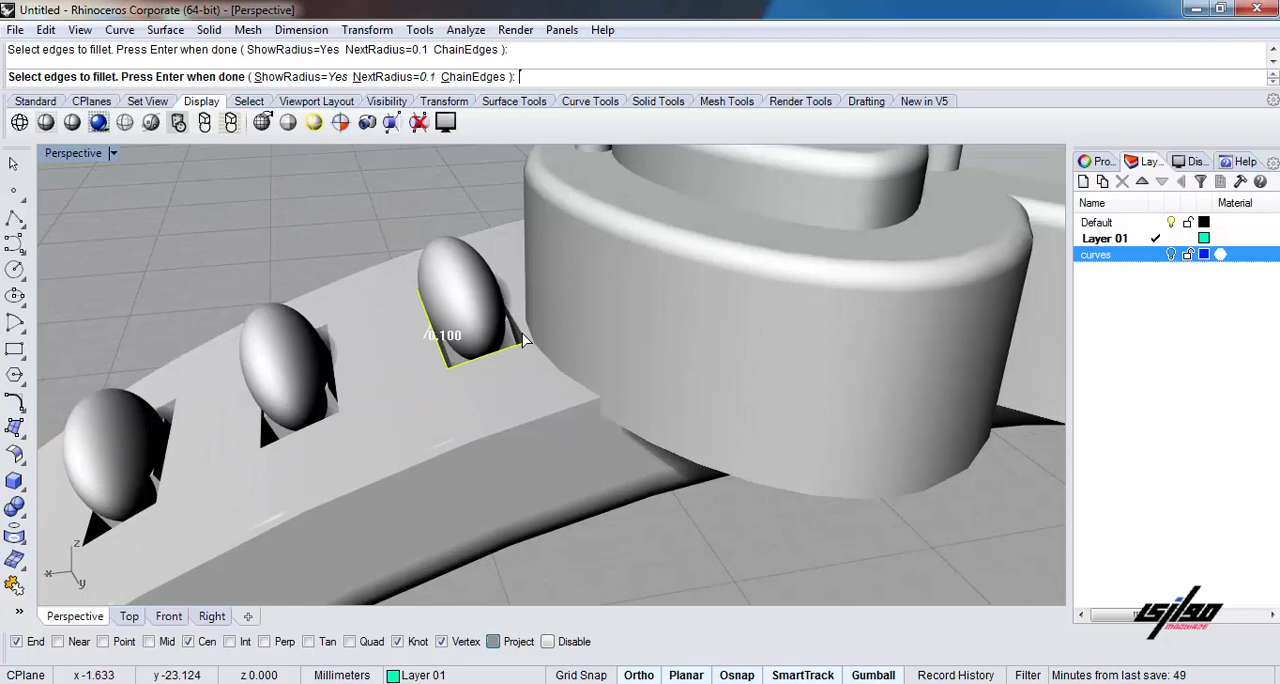 Untitled - Rhinoceros Corporate (64-bit) - [Perspective]
File Edit View Curve Surface Solid Mesh Dimension Transform Tools Analyze Render Panels Help
Select edges to fillet. Press Enter when done ( ShowRadius=Yes NextRadius=0.1 ChainEdges ):
Select edges to fillet. Press Enter when done ( ShowRadius=Yes NextRadius=0.1 ChainEdges ):
Standard CPlanes Set View Display Select Viewport Layout Visibility Transform Surface Tools Curve Tools Solid Tools Mesh Tools Render Tools Drafting New in V5
Perspective
Pro... Lay... Dis... Help
Name Material
Default
Layer 01
curves
0.100
z
x
y
موازی
MAOVAZE
Perspective Top Front Right
End Near Point Mid Cen Int Perp Tan Quad Knot Vertex Project Disable
CPlane x -1.633 y -23.124 z 0.000 Millimeters Layer 01 Grid Snap Ortho Planar Osnap SmartTrack Gumball Record History Filter Minutes from last save: 49